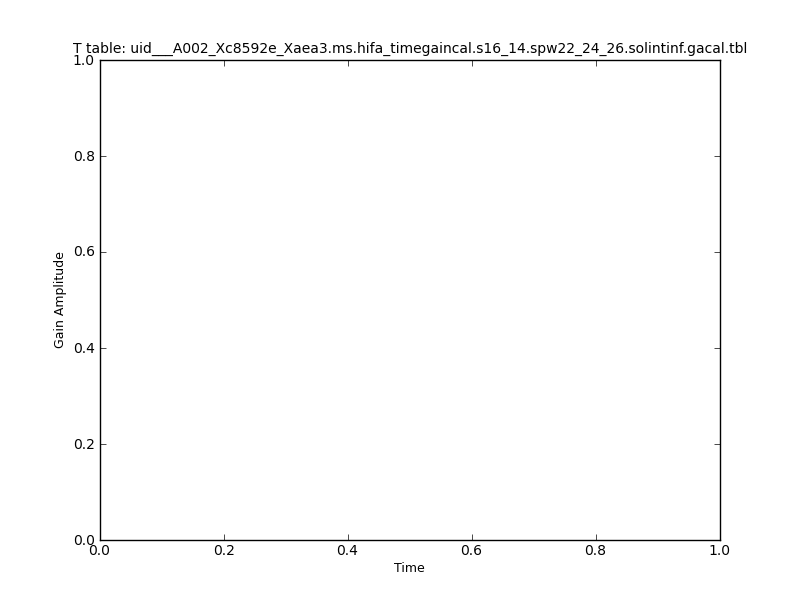 T table: uid___A002_Xc8592e_Xaea3.ms.hifa_timegaincal.s16_14.spw22_24_26.solintinf.gacal.tbl
1.0
0.8
0.6
Gain Amplitude
0.4
0.2
0.0
0.0 0.2 0.4 0.6 0.8 1.0
Time